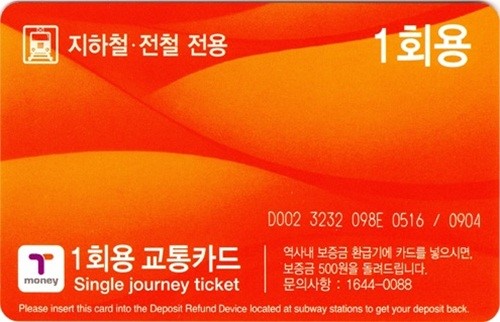 지하철·전철 전용
1회용
D002 3232 098E 0516 / 0904
T
money
1회용 교통카드
Single journey ticket
역사내 보증금 환급기에 카드를 넣으시면,
보증금 500원을 돌려드립니다.
문의사항 : 1644-0088
Please insert this card into the Deposit Refund Device located at subway stations to get your deposit back.